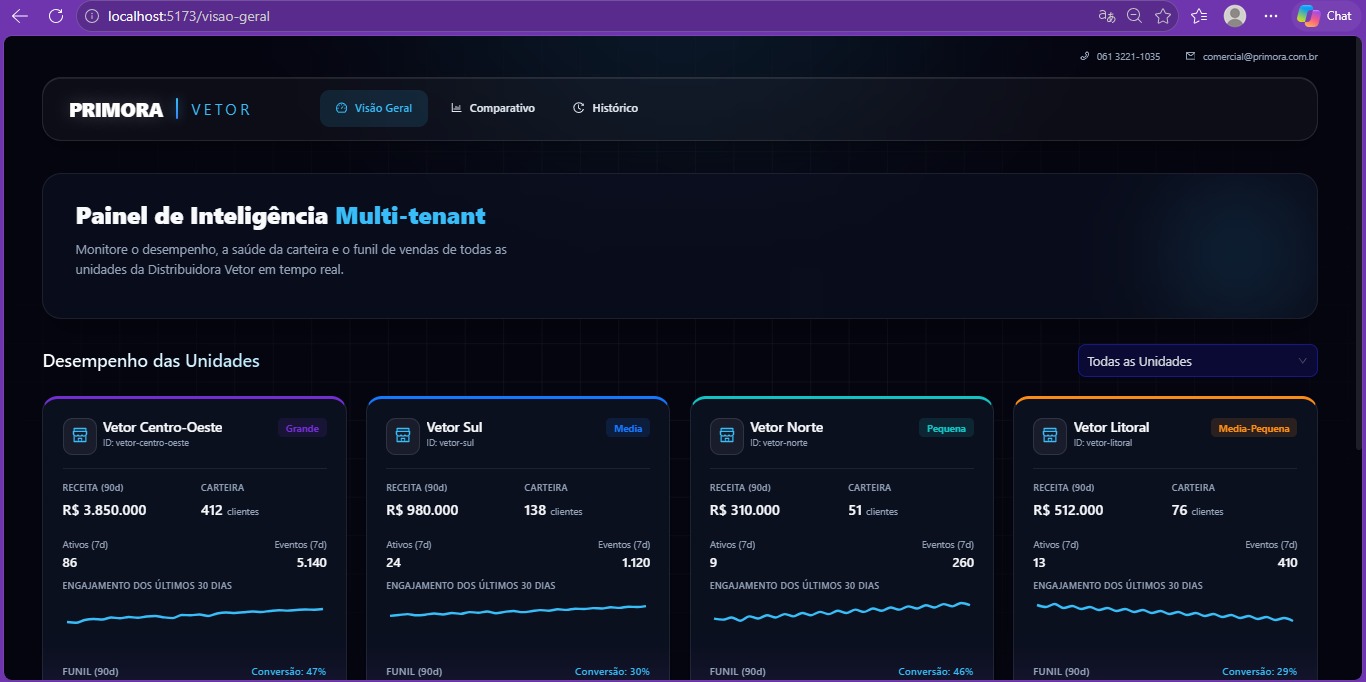 localhost:5173/visao-geral
Chat
061 3221-1035 comercial@primora.com.br
PRIMORA VETOR Visão Geral Comparativo Histórico
Painel de Inteligência Multi-tenant
Monitore o desempenho, a saúde da carteira e o funil de vendas de todas as
unidades da Distribuidora Vetor em tempo real.
Desempenho das Unidades
Todas as Unidades
Vetor Centro-Oeste
ID: vetor-centro-oeste
Grande
RECEITA (90d) CARTEIRA
R$ 3.850.000 412 clientes
Ativos (7d) Eventos (7d)
86 5.140
ENGAJAMENTO DOS ÚLTIMOS 30 DIAS
FUNIL (90d) Conversão: 47%
Vetor Sul
ID: vetor-sul
Media
RECEITA (90d) CARTEIRA
R$ 980.000 138 clientes
Ativos (7d) Eventos (7d)
24 1.120
ENGAJAMENTO DOS ÚLTIMOS 30 DIAS
FUNIL (90d) Conversão: 30%
Vetor Norte
ID: vetor-norte
Pequena
RECEITA (90d) CARTEIRA
R$ 310.000 51 clientes
Ativos (7d) Eventos (7d)
9 260
ENGAJAMENTO DOS ÚLTIMOS 30 DIAS
FUNIL (90d) Conversão: 46%
Vetor Litoral
ID: vetor-litoral
Media-Pequena
RECEITA (90d) CARTEIRA
R$ 512.000 76 clientes
Ativos (7d) Eventos (7d)
13 410
ENGAJAMENTO DOS ÚLTIMOS 30 DIAS
FUNIL (90d) Conversão: 29%